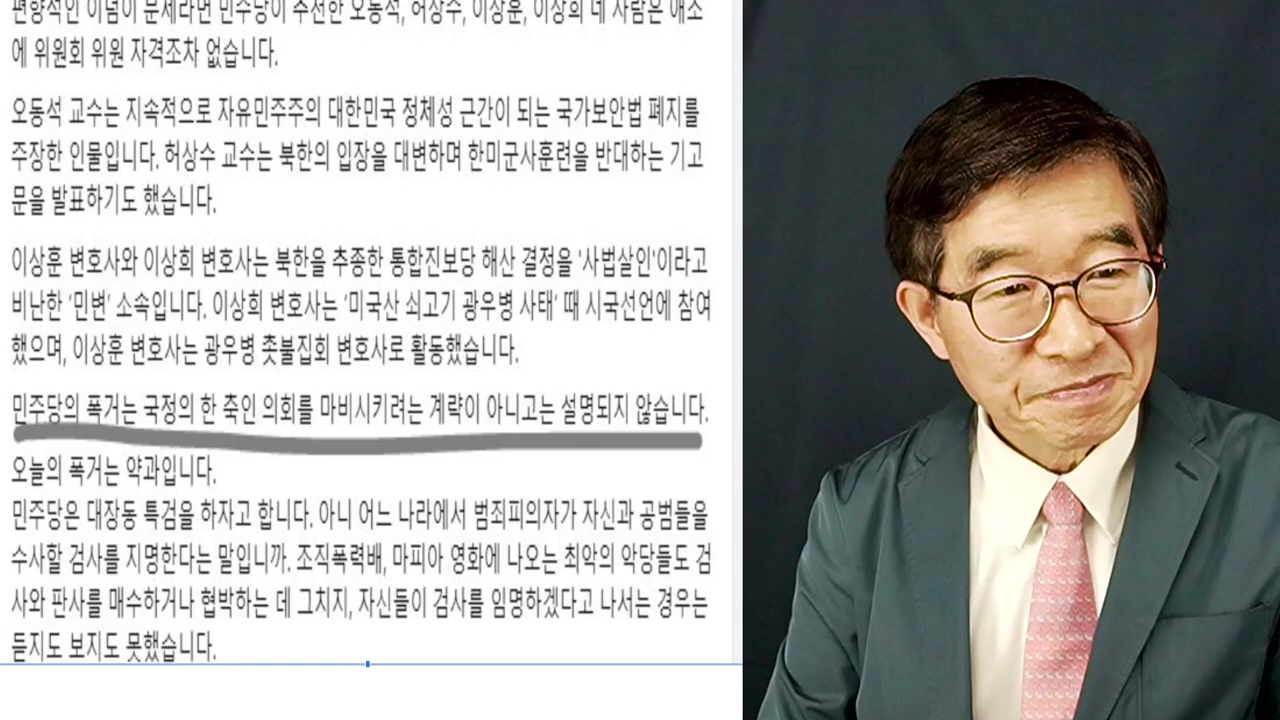 편향적인 이념이 문제라면 민주당이 추천한 오동석, 허상수, 이상훈, 이상희 네 사람은 애초
에 위원회 위원 자격조차 없습니다.
오동석 교수는 지속적으로 자유민주주의 대한민국 정체성 근간이 되는 국가보안법 폐지를
주장한 인물입니다. 허상수 교수는 북한의 입장을 대변하며 한미군사훈련을 반대하는 기고
문을 발표하기도 했습니다.
이상훈 변호사와 이상희 변호사는 북한을 추종한 통합진보당 해산 결정을 '사법살인'이라고
비난한 '민변' 소속입니다. 이상희 변호사는 '미국산 쇠고기 광우병 사태' 때 시국선언에 참여
했으며, 이상훈 변호사는 광우병 촛불집회 변호사로 활동했습니다.
민주당의 폭거는 국정의 한 축인 의회를 마비시키려는 계략이 아니고는 설명되지 않습니다.
오늘의 폭거는 약과입니다.
민주당은 대장동 특검을 하자고 합니다. 아니 어느 나라에서 범죄피의자가 자신과 공범들을
수사할 검사를 지명한다는 말입니까. 조직폭력배, 마피아 영화에 나오는 최악의 악당들도 검
사와 판사를 매수하거나 협박하는 데 그치지, 자신들이 검사를 임명하겠다고 나서는 경우는
듣지도 보지도 못했습니다.